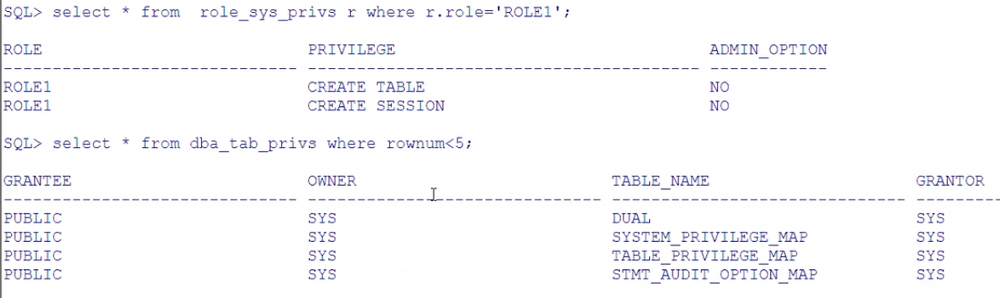 SQL> select * from  role_sys_privs r where r.role='ROLE1';
ROLE PRIVILEGE ADMIN_OPTION
------------------------------ ---------------------------------------- ------------
ROLE1 CREATE TABLE NO
ROLE1 CREATE SESSION NO
SQL> select * from dba_tab_privs where rownum<5;
GRANTEE OWNER TABLE_NAME GRANTOR
------------------------------ ------------------------------ ------------------------------ ---------
PUBLIC SYS DUAL SYS
PUBLIC SYS SYSTEM_PRIVILEGE_MAP SYS
PUBLIC SYS TABLE_PRIVILEGE_MAP SYS
PUBLIC SYS STMT_AUDIT_OPTION_MAP SYS